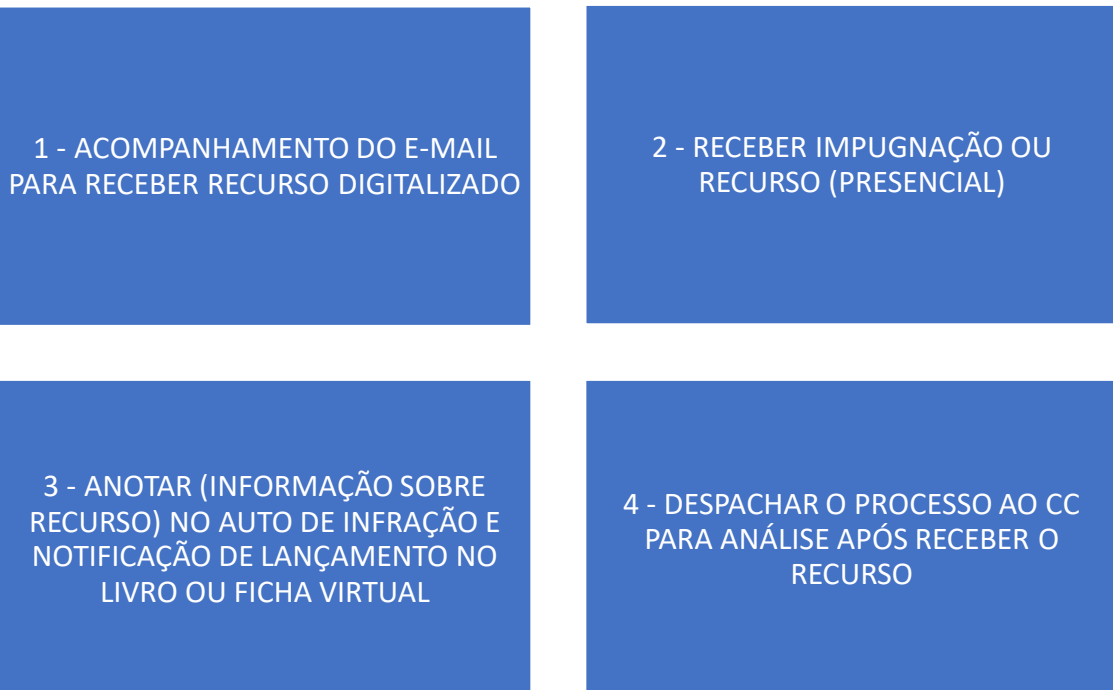 1 - ACOMPANHAMENTO DO E-MAIL
PARA RECEBER RECURSO DIGITALIZADO
2 - RECEBER IMPUGNAÇÃO OU
RECURSO (PRESENCIAL)
3 - ANOTAR (INFORMAÇÃO SOBRE
RECURSO) NO AUTO DE INFRAÇÃO E
NOTIFICAÇÃO DE LANÇAMENTO NO
LIVRO OU FICHA VIRTUAL
4 - DESPACHAR O PROCESSO AO CC
PARA ANÁLISE APÓS RECEBER O
RECURSO